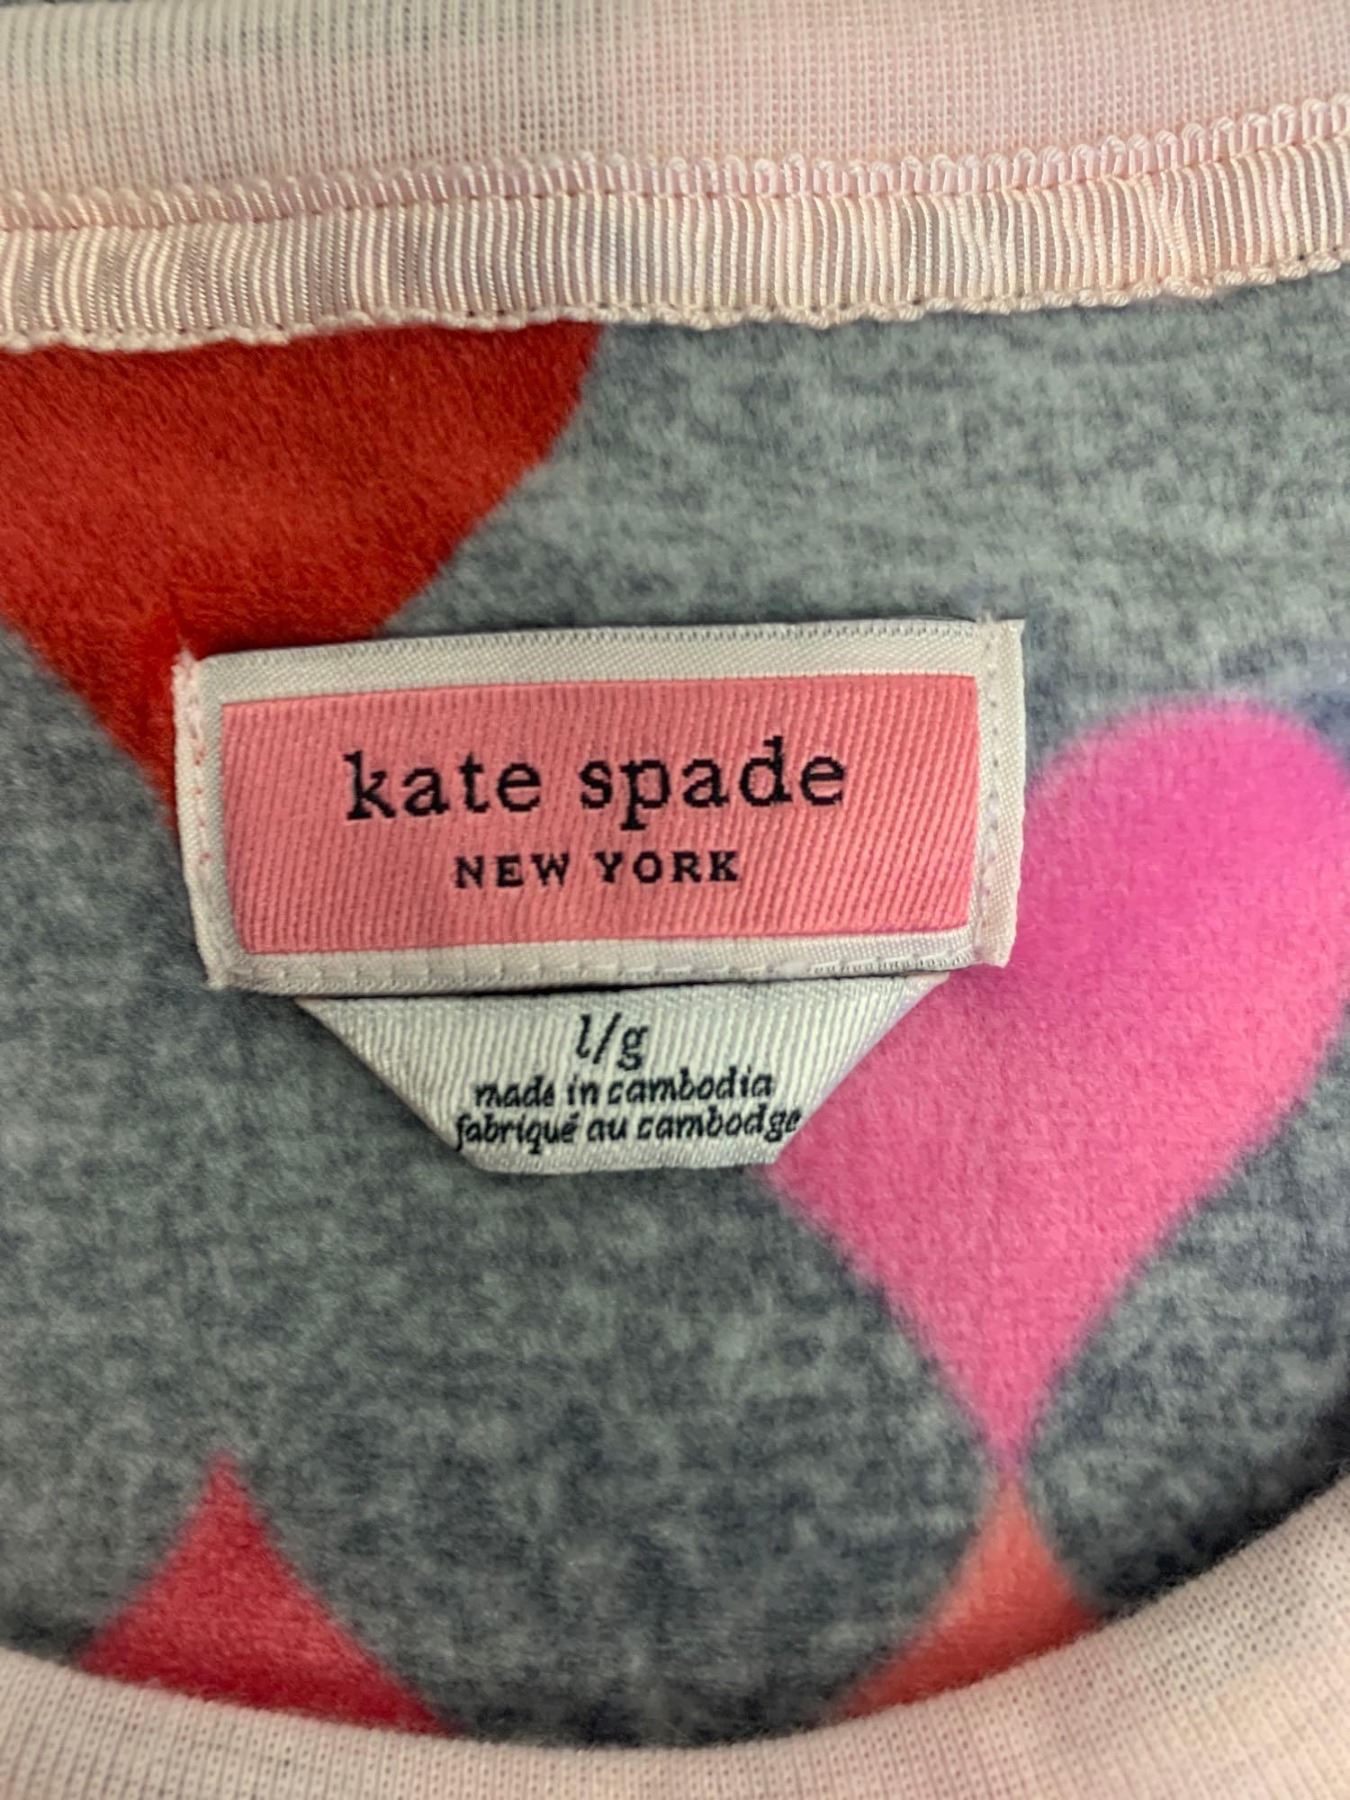 kate spade
NEW YORK
l/g
made in cambodia
fabriqué au cambodge